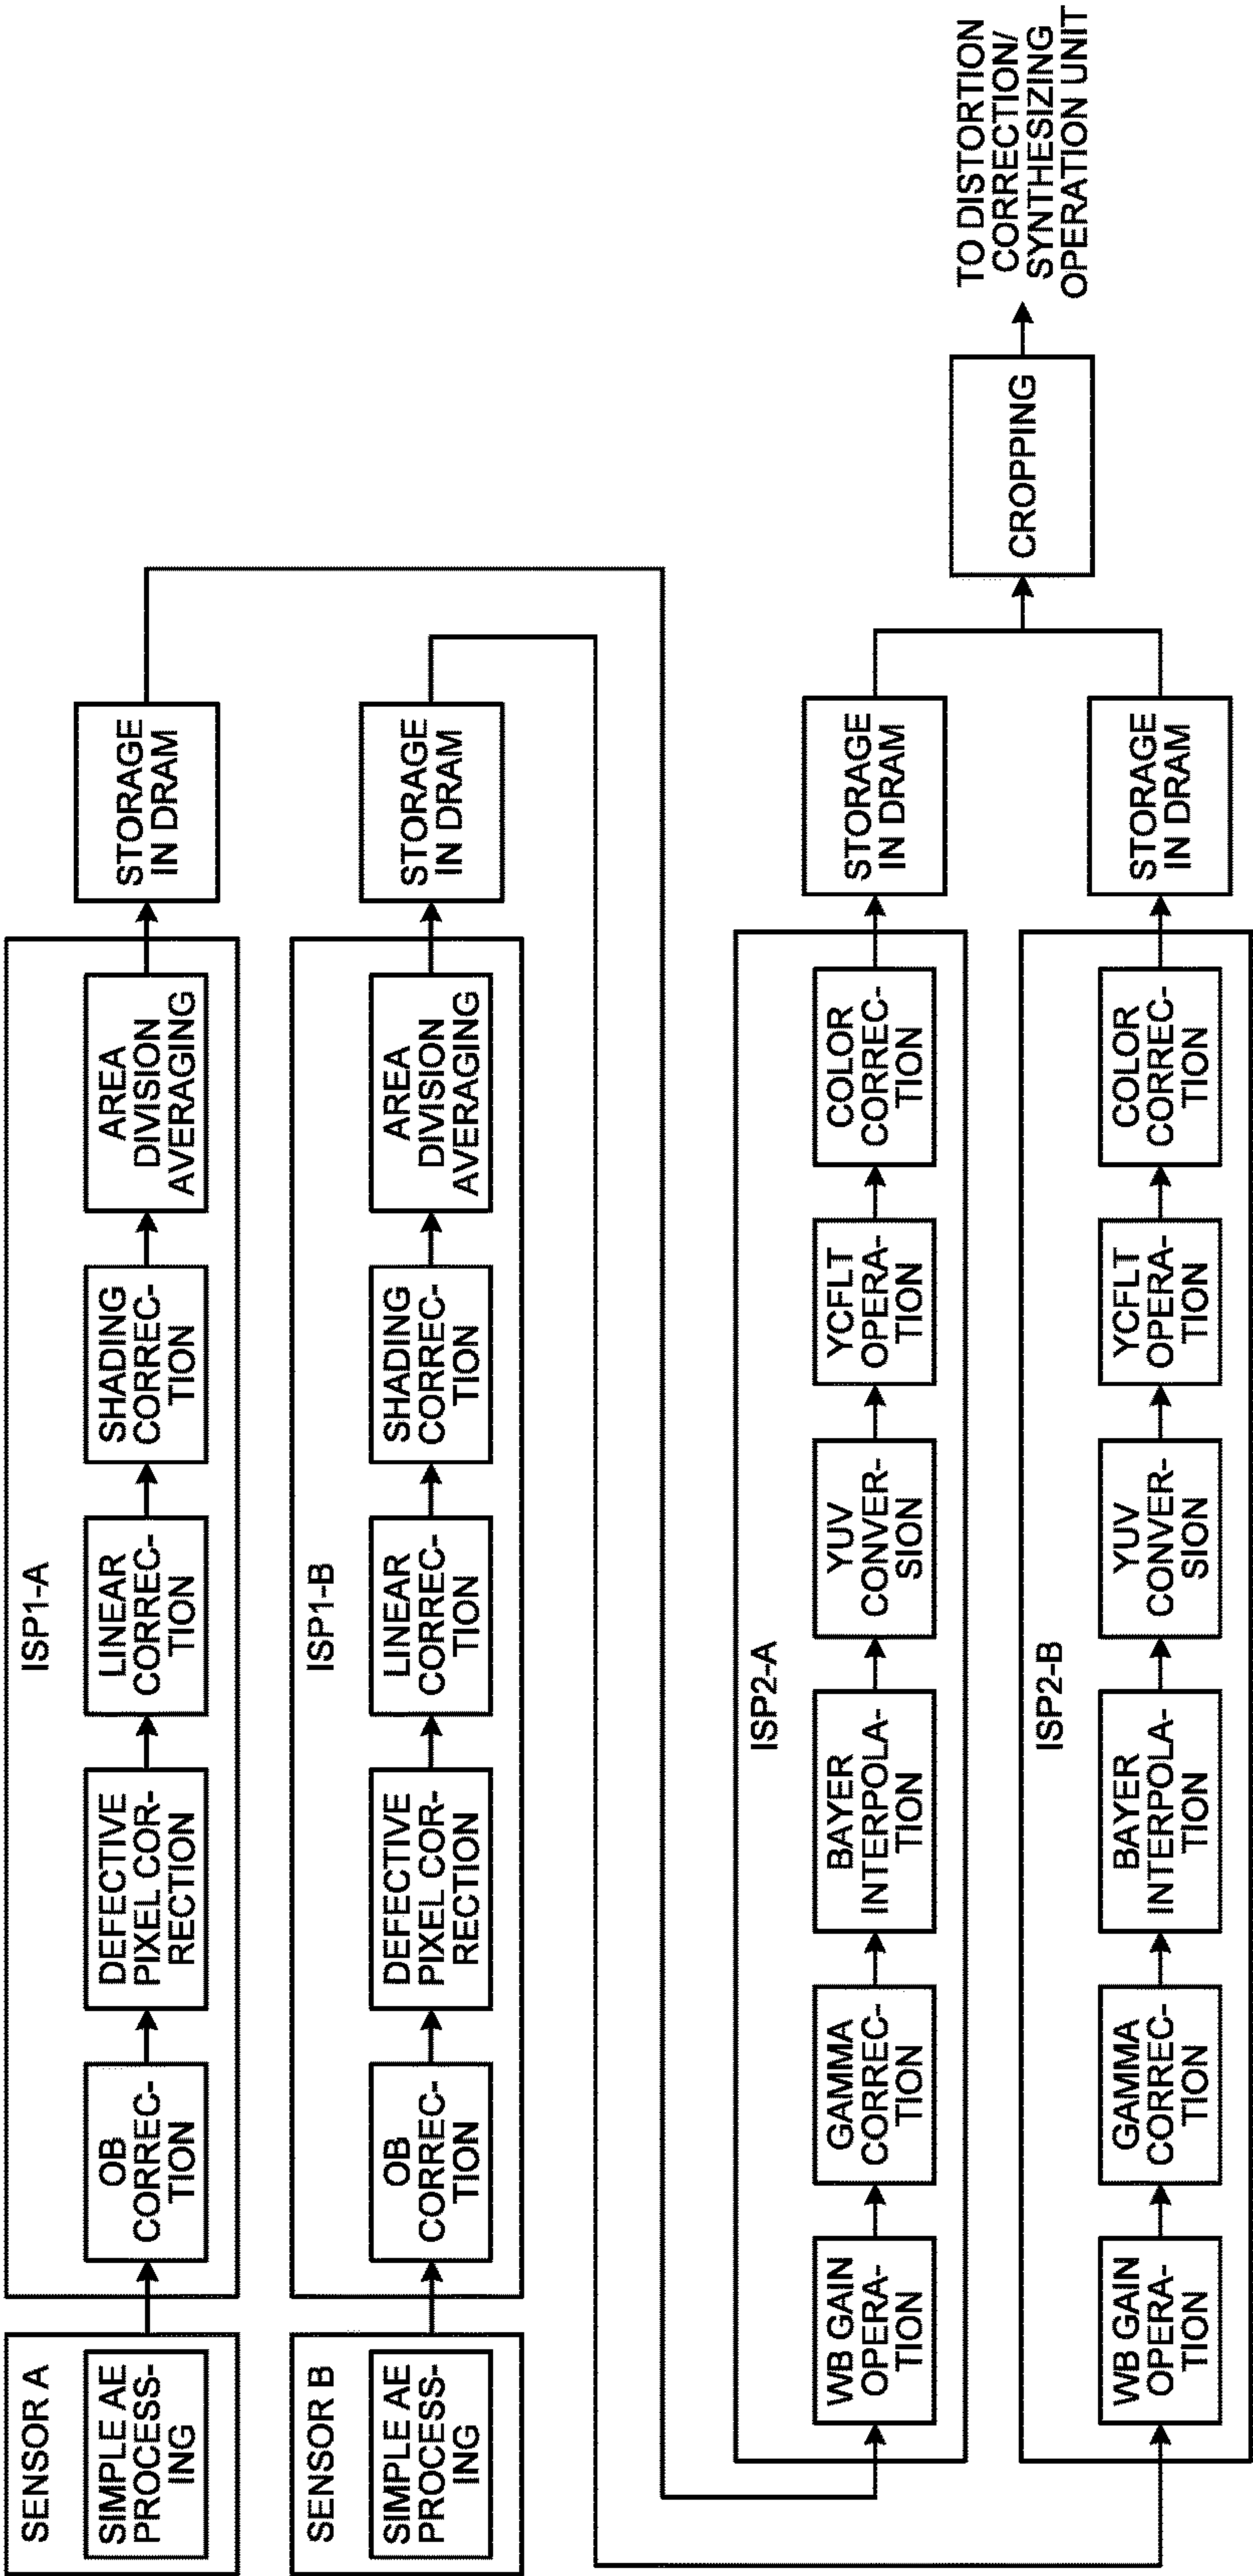 SENSOR A
SIMPLE AE
PROCESS-
ING
ISP1-A
OB
CORREC-
TION
DEFECTIVE
PIXEL COR-
RECTION
LINEAR
CORREC-
TION
SHADING
CORREC-
TION
AREA
DIVISION
AVERAGING
STORAGE
IN DRAM
SENSOR B
SIMPLE AE
PROCESS-
ING
ISP1-B
OB
CORREC-
TION
DEFECTIVE
PIXEL COR-
RECTION
LINEAR
CORREC-
TION
SHADING
CORREC-
TION
AREA
DIVISION
AVERAGING
STORAGE
IN DRAM
ISP2-A
WB GAIN
OPERA-
TION
GAMMA
CORREC-
TION
BAYER
INTERPOLA-
TION
YUV
CONVER-
SION
YCFLT
OPERA-
TION
COLOR
CORREC-
TION
STORAGE
IN DRAM
ISP2-B
WB GAIN
OPERA-
TION
GAMMA
CORREC-
TION
BAYER
INTERPOLA-
TION
YUV
CONVER-
SION
YCFLT
OPERA-
TION
COLOR
CORREC-
TION
STORAGE
IN DRAM
CROPPING
TO DISTORTION
CORRECTION/
SYNTHESIZING
OPERATION UNIT